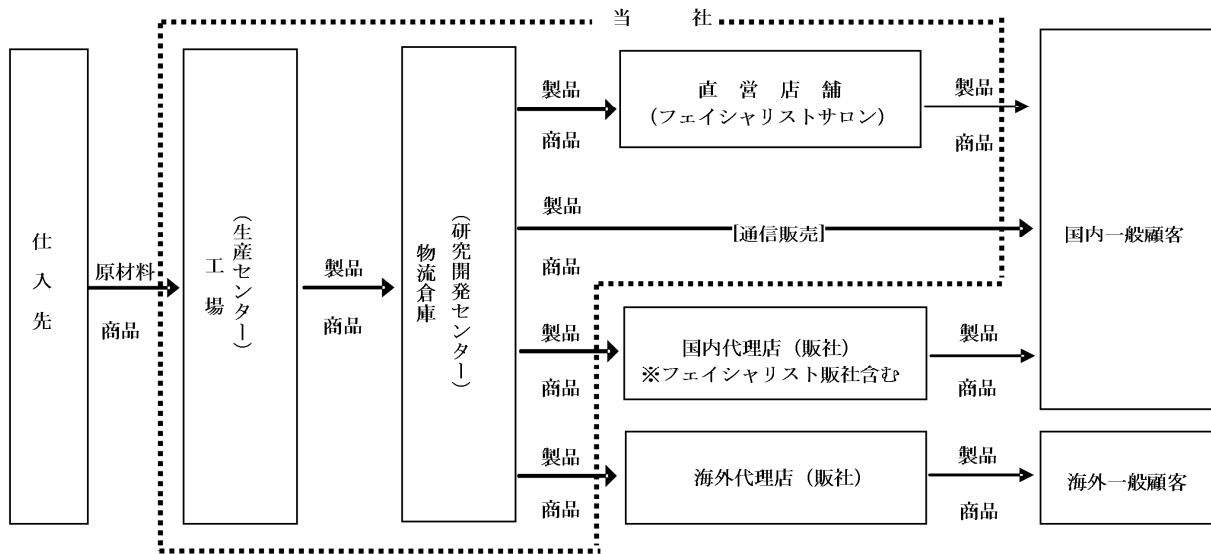 当　社
仕入先
原材料
商品
工場
（生産センター）
製品
商品
物流倉庫
（研究開発センター）
製品
商品
直営店舗
（フェイシャリストサロン）
製品
商品
製品
[通信販売]
商品
国内一般顧客
製品
商品
国内代理店（販社）
※フェイシャリスト販社含む
製品
商品
製品
商品
海外代理店（販社）
製品
商品
海外一般顧客